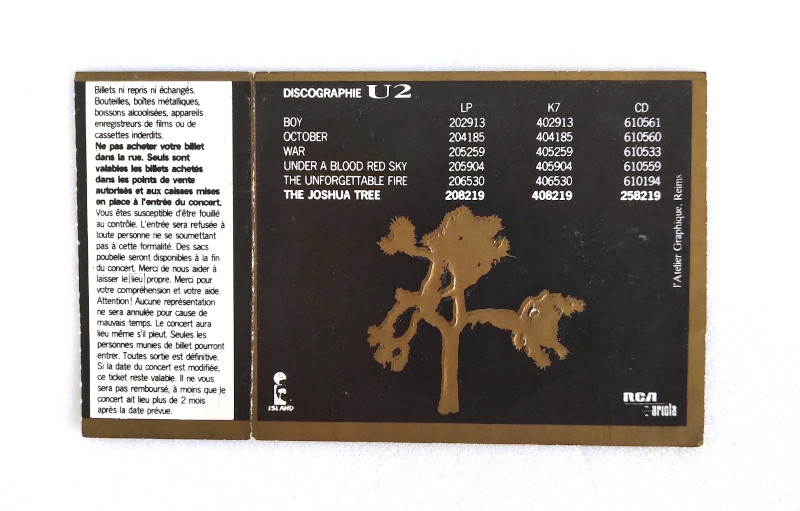 Billets ni repris ni échangés.
Bouteilles, boîtes métalliques,
boissons alcoolisées, appareils
enregistreurs de films ou de
cassettes inderdits.
Ne pas acheter votre billet
dans la rue. Seuls sont
valables les billets achetés
dans les points de vente
autorisés et aux caisses mises
en place à l'entrée du concert.
Vous êtes susceptible d'être fouillé
au contrôle. L'entrée sera refusée à
toute personne ne se soumettant
pas à cette formalité. Des sacs
poubelle seront disponibles à la fin
du concert. Merci de nous aider à
laisser le lieu propre. Merci pour
votre compréhension et votre aide.
Attention! Aucune représentation
ne sera annulée pour cause de
mauvais temps. Le concert aura
lieu même s'il pleut. Seules les
personnes munies de billet pourront
entrer. Toutes sortie est définitive.
Si la date du concert est modifiée,
ce ticket reste valable. Il ne vous
sera pas remboursé, à moins que le
concert ait lieu plus de 2 mois
après la date prévue.
DISCOGRAPHIE U2
LP K7 CD
BOY 202913 402913 610561
OCTOBER 204185 404185 610560
WAR 205259 405259 610533
UNDER A BLOOD RED SKY 205904 405904 610559
THE UNFORGETTABLE FIRE 206530 406530 610194
THE JOSHUA TREE 208219 408219 258219
l'Atelier Graphique, Reims
ISLAND
RCA
ariola